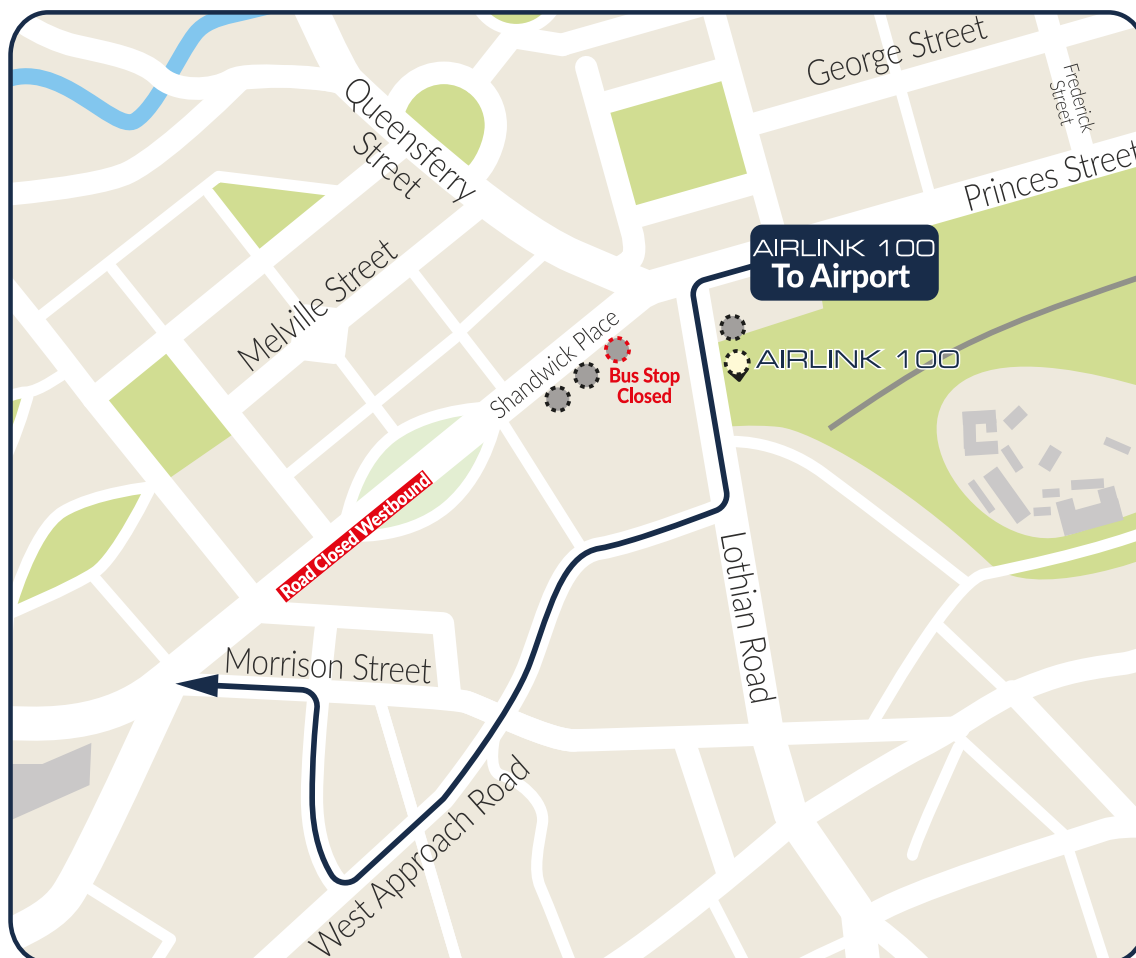 George Street
Frederick
Street
Queensferry
Street
Princes Street
AIRLINK 100
To Airport
Melville Street
Shandwick Place
AIRLINK 100
Bus Stop
Closed
Road Closed Westbound
Lothian Road
Morrison Street
West Approach Road